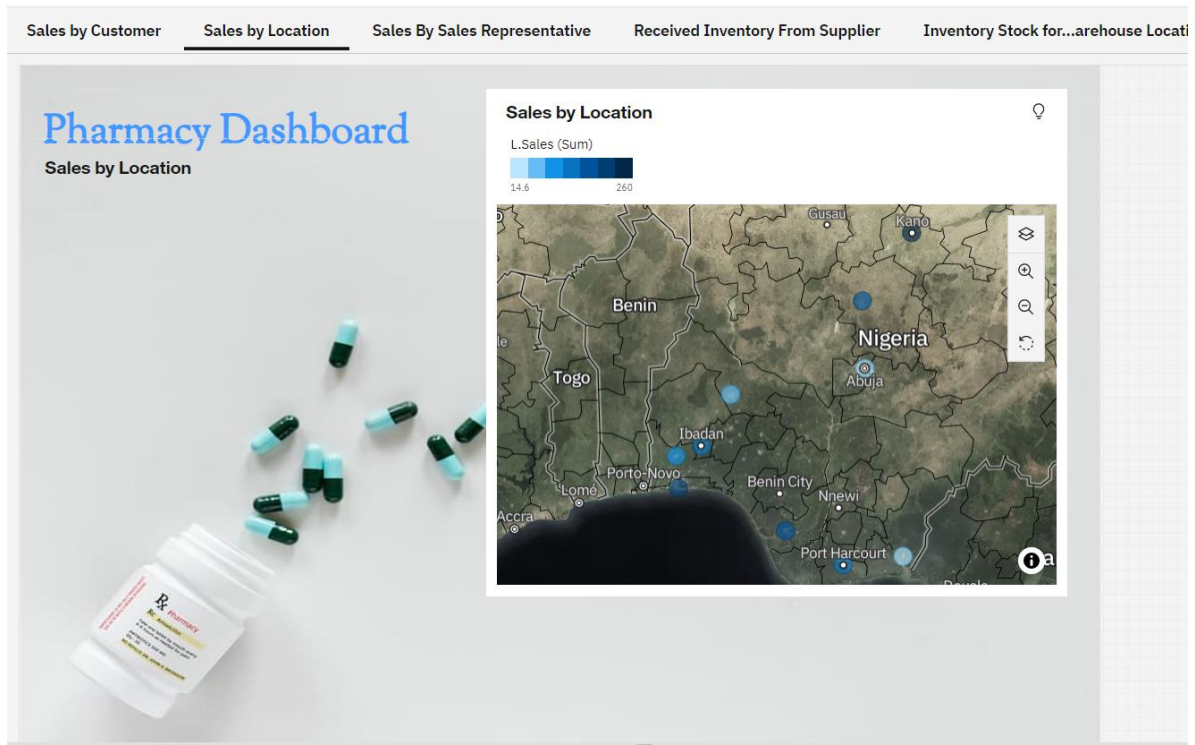 Sales by Customer
Sales by Location
Sales By Sales Representative
Received Inventory From Supplier
Inventory Stock for...arehouse Locati
Pharmacy Dashboard
Sales by Location
Sales by Location
L.Sales (Sum)
14.6 260
Gusau
Kano
Benin
Nigeria
Togo
Abuja
Ibadan
Porto-Novo
Benin City
Lomé
Nnewi
Accra
Port Harcourt
Rx
Pharmacy